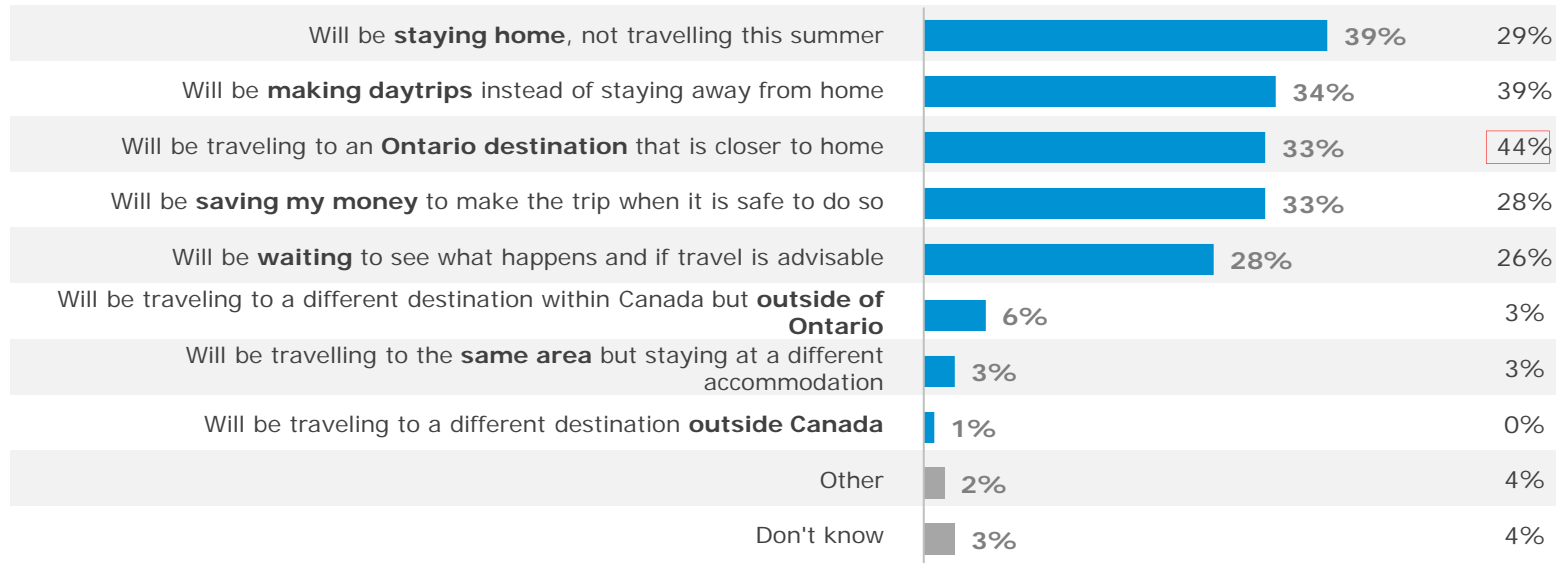 Will be staying home, not travelling this summer 39% 29%
Will be making daytrips instead of staying away from home 34% 39%
Will be traveling to an Ontario destination that is closer to home 33% 44%
Will be saving my money to make the trip when it is safe to do so 33% 28%
Will be waiting to see what happens and if travel is advisable 28% 26%
Will be traveling to a different destination within Canada but outside of
Ontario 6% 3%
Will be travelling to the same area but staying at a different
accommodation 3% 3%
Will be traveling to a different destination outside Canada 1% 0%
Other 2% 4%
Don't know 3% 4%